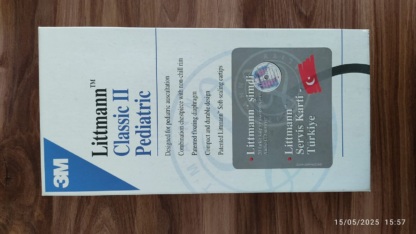 3M
Littmann™
Classic II
Pediatric
Designed for pediatric auscultation
Combination chestpiece with non-chill rim
Patented floating diaphragm
Compact and durable design
Patented Littmann™ Soft sealing eartips
Littmann şimdi
Littmann
Servis Kartı
Türkiye
15/05/2025 15:57